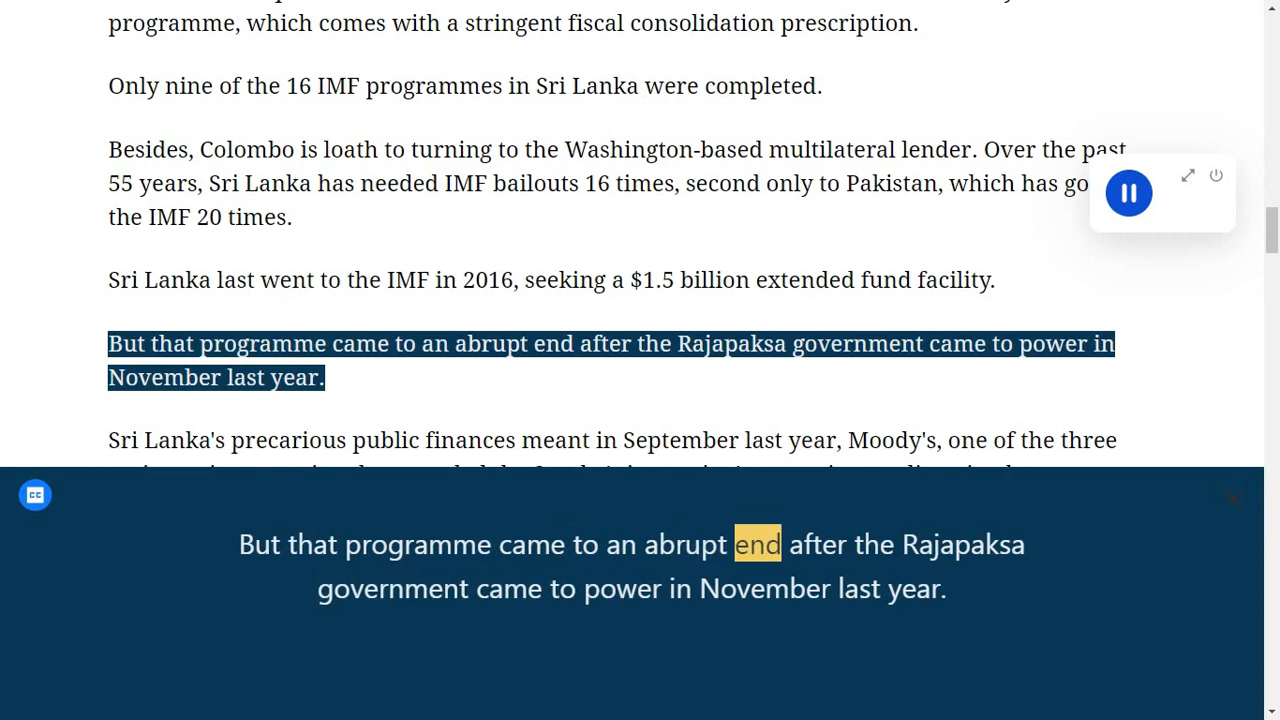 programme, which comes with a stringent fiscal consolidation prescription.
Only nine of the 16 IMF programmes in Sri Lanka were completed.
Besides, Colombo is loath to turning to the Washington-based multilateral lender. Over the past
55 years, Sri Lanka has needed IMF bailouts 16 times, second only to Pakistan, which has go
the IMF 20 times.
Sri Lanka last went to the IMF in 2016, seeking a $1.5 billion extended fund facility.
But that programme came to an abrupt end after the Rajapaksa government came to power in
November last year.
Sri Lanka's precarious public finances meant in September last year, Moody's, one of the three
CC
But that programme came to an abrupt end after the Rajapaksa
government came to power in November last year.